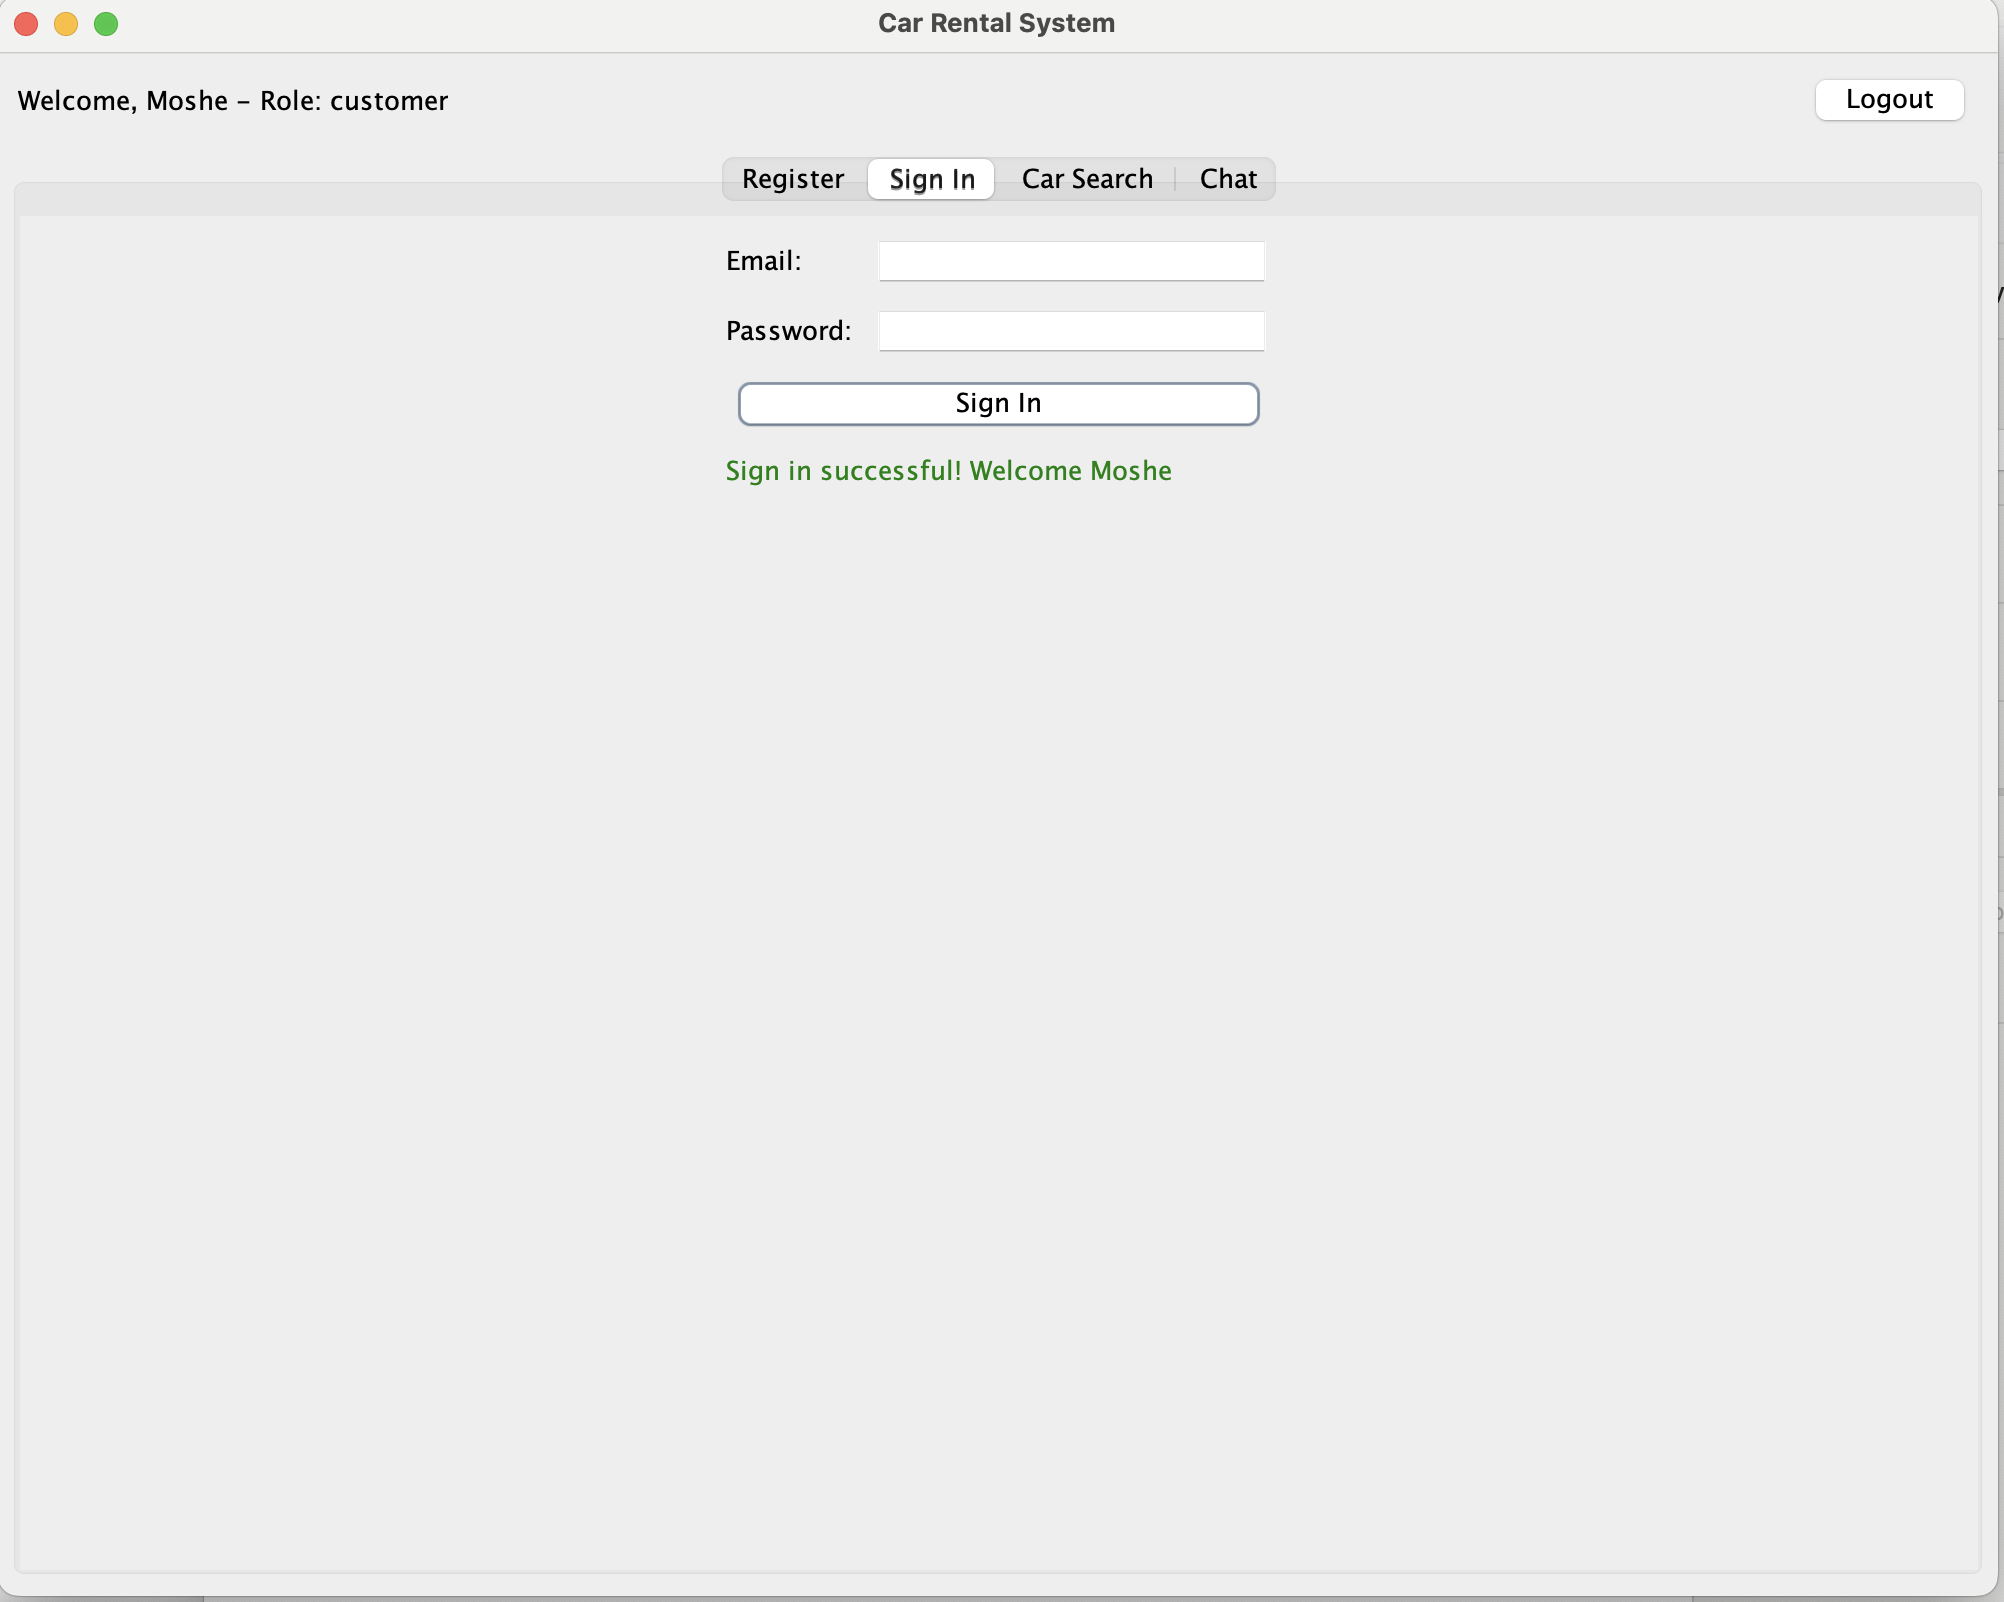 Car Rental System
Welcome, Moshe – Role: customer
Logout
Register
Sign In
Car Search
Chat
Email:
Password:
Sign In
Sign in successful! Welcome Moshe